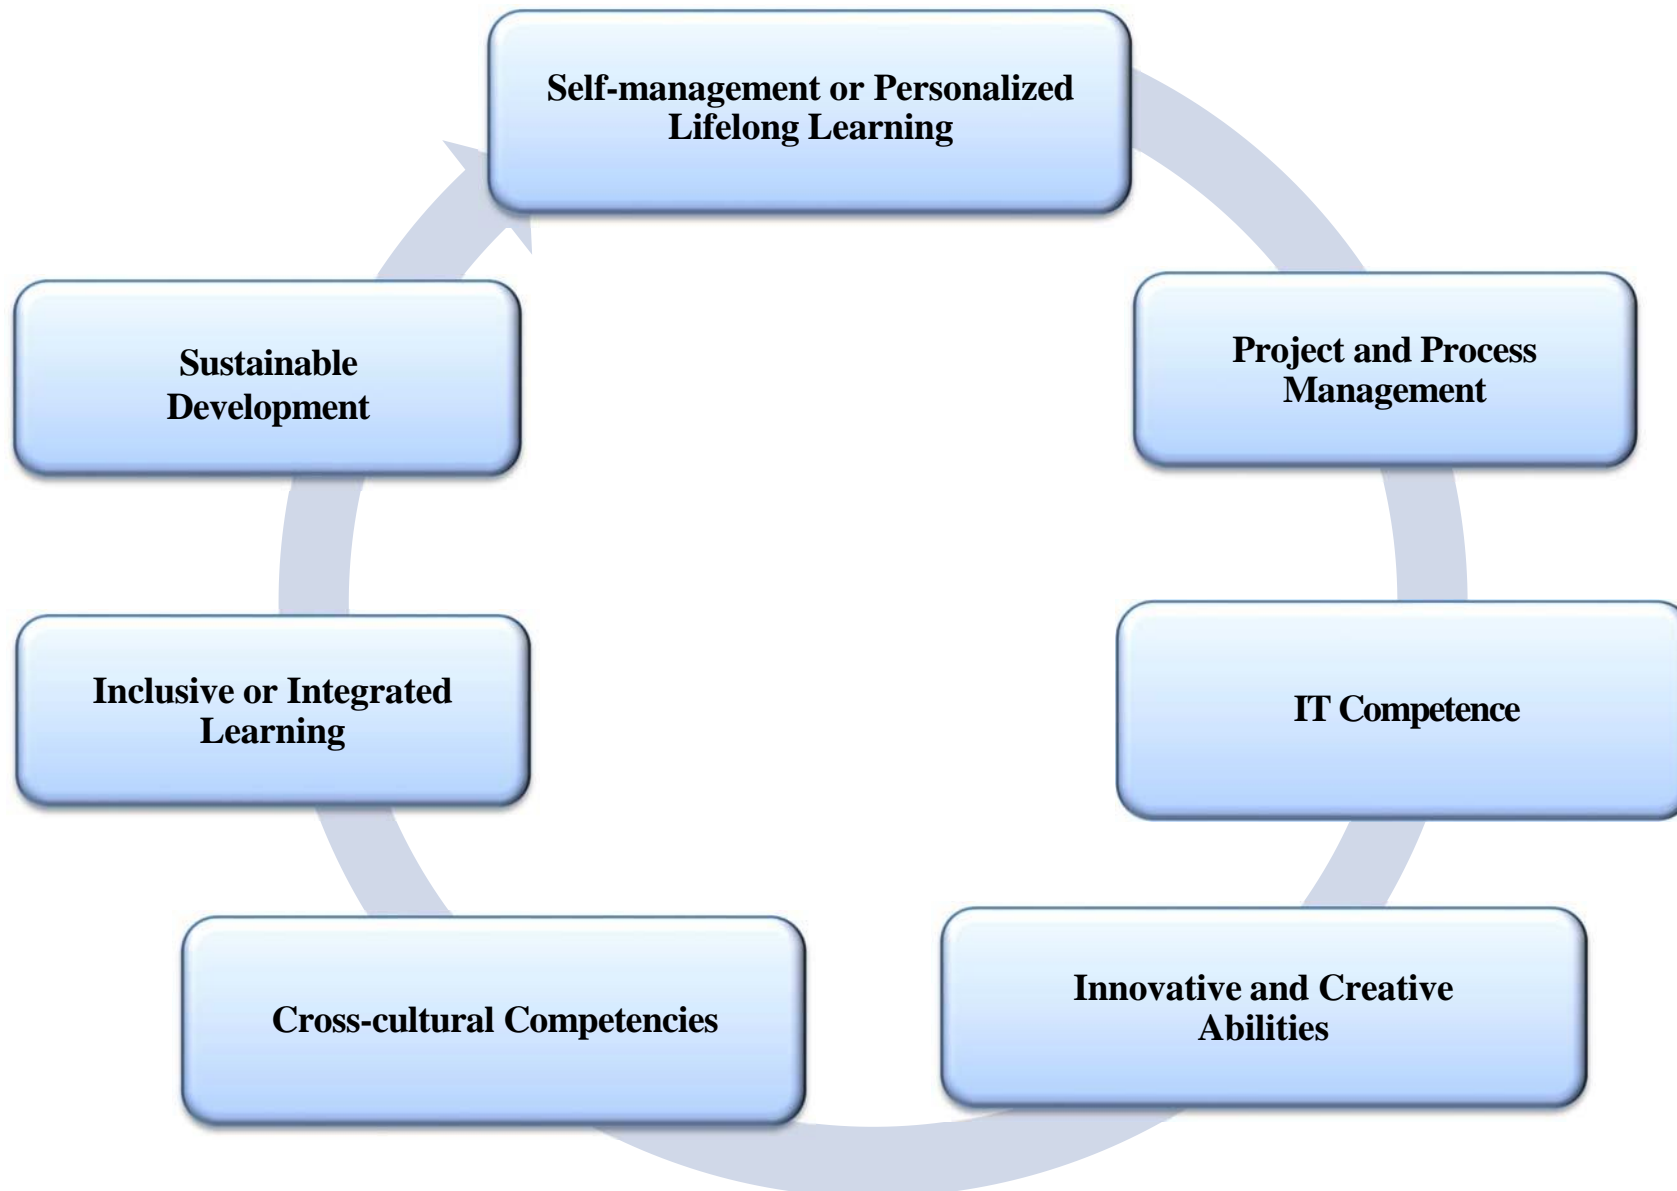 Self-management or Personalized
Lifelong Learning
Project and Process
Management
IT Competence
Innovative and Creative
Abilities
Cross-cultural Competencies
Inclusive or Integrated
Learning
Sustainable
Development